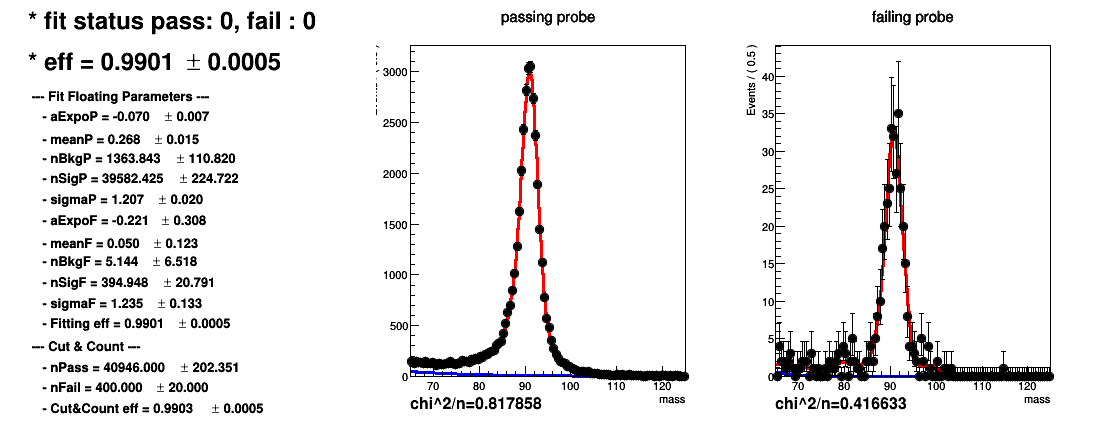 * fit status pass: 0, fail : 0
* eff = 0.9901 ± 0.0005
--- Fit Floating Parameters ---
- aExpoP = -0.070 ± 0.007
- meanP = 0.268 ± 0.015
- nBkgP = 1363.843 ± 110.820
- nSigP = 39582.425 ± 224.722
- sigmaP = 1.207 ± 0.020
- aExpoF = -0.221 ± 0.308
- meanF = 0.050 ± 0.123
- nBkgF = 5.144 ± 6.518
- nSigF = 394.948 ± 20.791
- sigmaF = 1.235 ± 0.133
- Fitting eff = 0.9901 ± 0.0005
--- Cut & Count ---
- nPass = 40946.000 ± 202.351
- nFail = 400.000 ± 20.000
- Cut&Count eff = 0.9903 ± 0.0005
passing probe
3000
2500
2000
1500
1000
500
0
70 80 90 100 110 120
mass
chi^2/n=0.817858
failing probe
Events / ( 0.5 )
40
35
30
25
20
15
10
5
0
70 80 90 100 110 120
mass
chi^2/n=0.416633